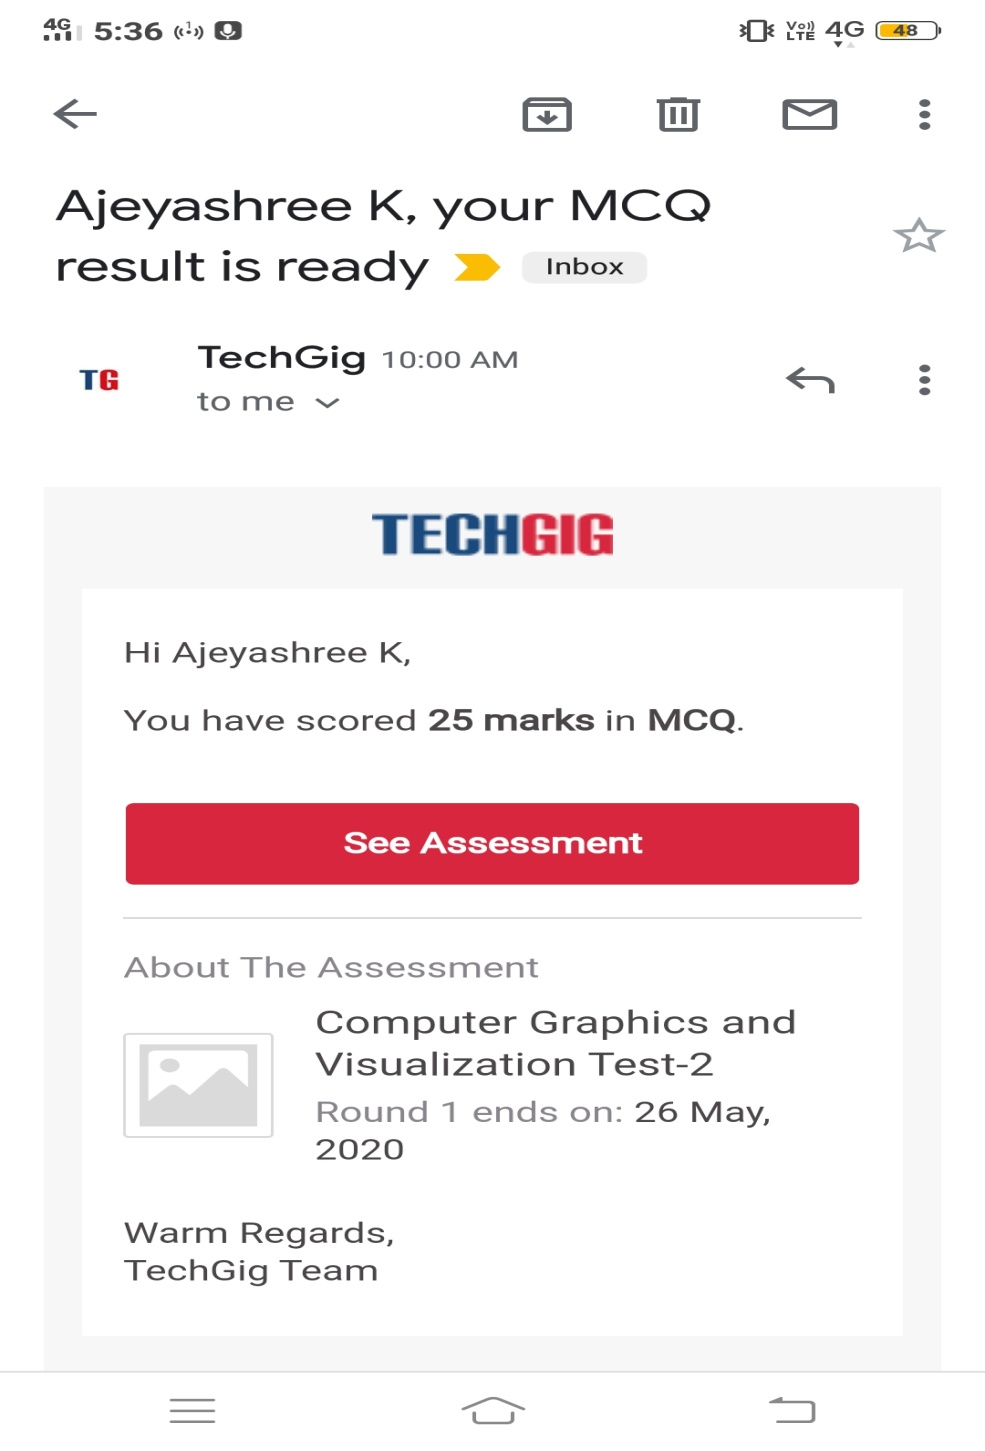 4G 5:36 VoLTE 4G 48
Ajeyashree K, your MCQ
result is ready Inbox
TG
TechGig 10:00 AM
to me
TECHGIG
Hi Ajeyashree K,
You have scored 25 marks in MCQ.
See Assessment
About The Assessment
Computer Graphics and
Visualization Test-2
Round 1 ends on: 26 May,
2020
Warm Regards,
TechGig Team